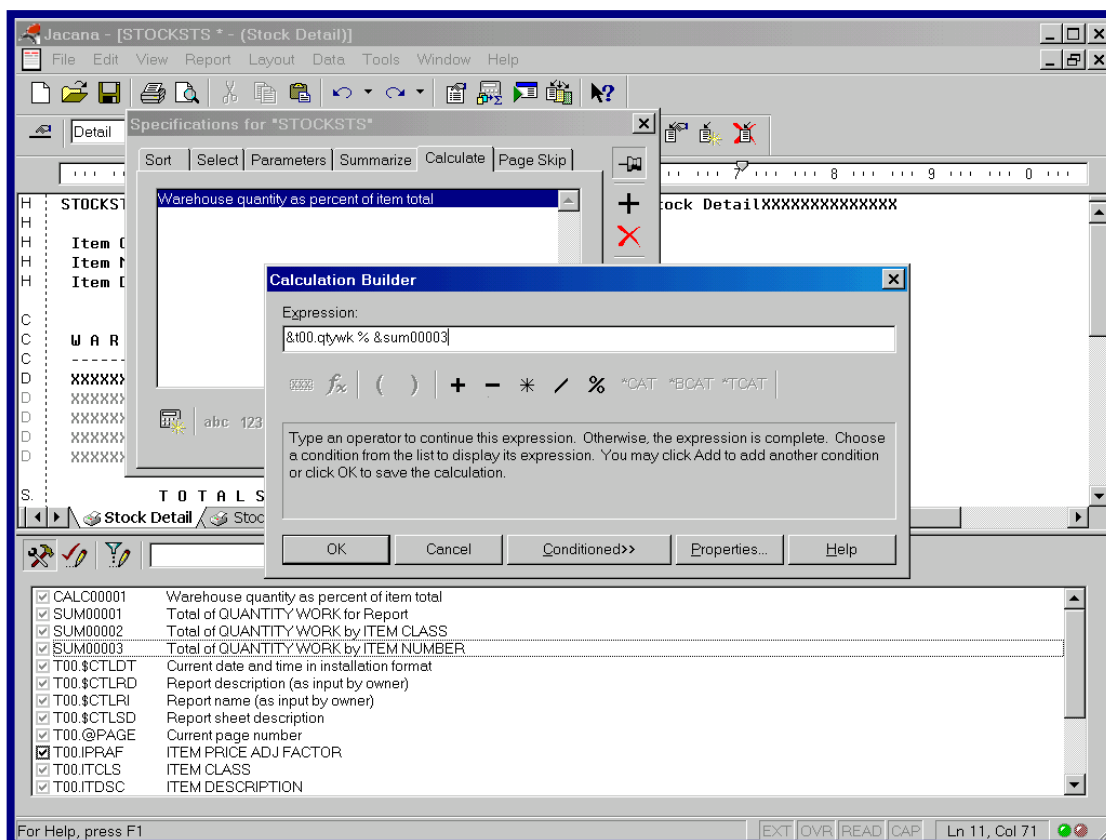 Jacana - [STOCKSTS * - (Stock Detail)]
File Edit View Report Layout Data Tools Window Help
Detail
Specifications for "STOCKSTS"
Sort Select Parameters Summarize Calculate Page Skip
7 8 9 0
Warehouse quantity as percent of item total
H STOCKST tock DetailXXXXXXXXXXXXXX
H
H Item
H Item
H Item
Calculation Builder
Expression:
&t00.qtywk % &sum00003
C
C W A R
C ------
D XXXXXX
D XXXXXX
D XXXXXX
D XXXXXX
D XXXXXX
xxx fx ( ) + - * / % *CAT *BCAT *TCAT
abc 123
Type an operator to continue this expression. Otherwise, the expression is complete. Choose
a condition from the list to display its expression. You may click Add to add another condition
or click OK to save the calculation.
S. T O T A L S
Stock Detail Stoc
OK Cancel Conditioned>> Properties... Help
CALC00001 Warehouse quantity as percent of item total
SUM00001 Total of QUANTITY WORK for Report
SUM00002 Total of QUANTITY WORK by ITEM CLASS
SUM00003 Total of QUANTITY WORK by ITEM NUMBER
T00.$CTLDT Current date and time in installation format
T00.$CTLRD Report description (as input by owner)
T00.$CTLRI Report name (as input by owner)
T00.$CTLSD Report sheet description
T00.@PAGE Current page number
T00.IPRAF ITEM PRICE ADJ FACTOR
T00.ITCLS ITEM CLASS
T00.ITDSC ITEM DESCRIPTION
For Help, press F1 EXT OVR READ CAP Ln 11, Col 71